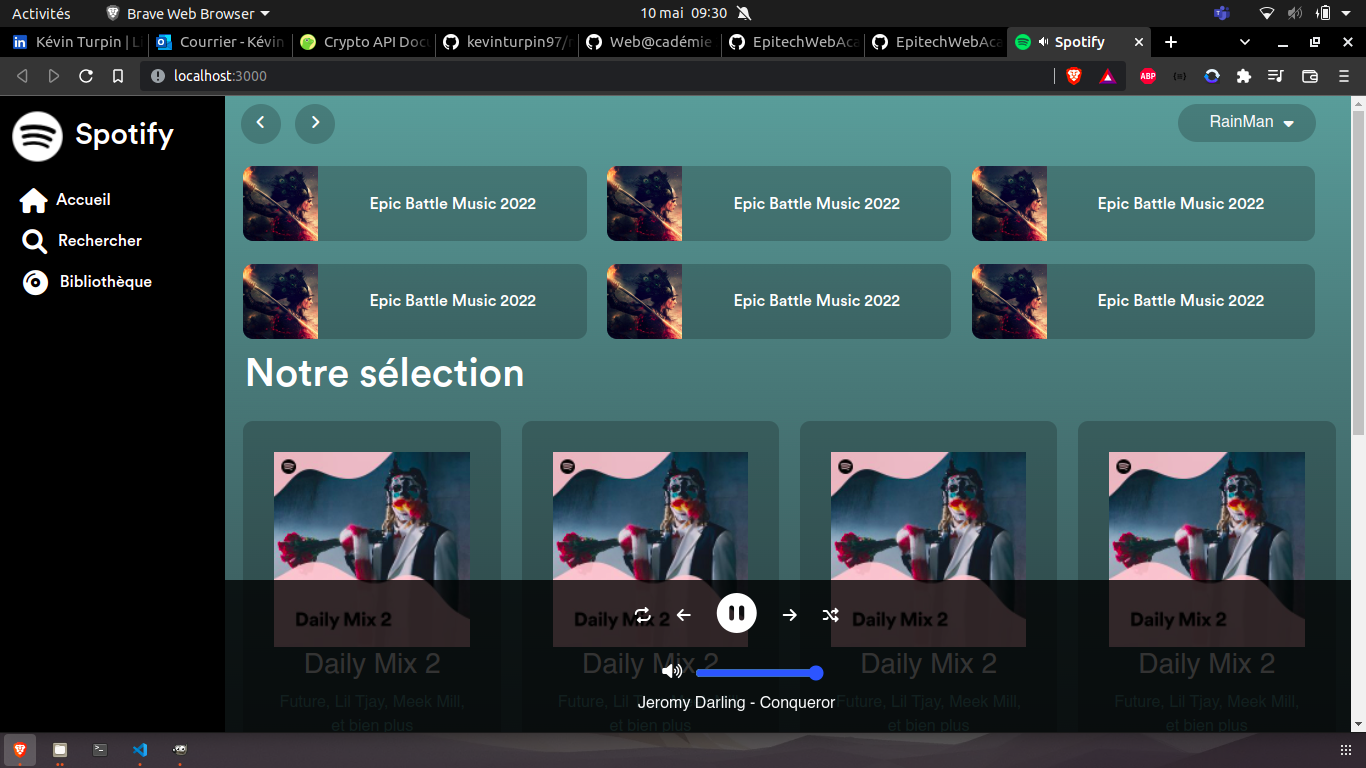 Activités
Brave Web Browser
10 mai 09:30
Kévin Turpin | L
Courrier - Kévin
Crypto API Docu
kevinturpin97/r
Web@cadémie
EpitechWebAca
EpitechWebAca
Spotify
localhost:3000
ABP
Spotify
RainMan
Accueil
Rechercher
Bibliothèque
Epic Battle Music 2022
Epic Battle Music 2022
Epic Battle Music 2022
Epic Battle Music 2022
Epic Battle Music 2022
Epic Battle Music 2022
Notre sélection
Daily Mix 2
Daily Mix 2
Daily Mix 2
Daily Mix 2
Daily Mix 2
Daily Mix 2
Daily Mix 2
Daily Mix 2
Future, Lil Tjay, Meek Mill,
et bien plus
Future, Lil Tjay, Meek Mill,
et bien plus
Future, Lil Tjay, Meek Mill,
et bien plus
Future, Lil Tjay, Meek Mill,
et bien plus
Jeromy Darling - Conqueror